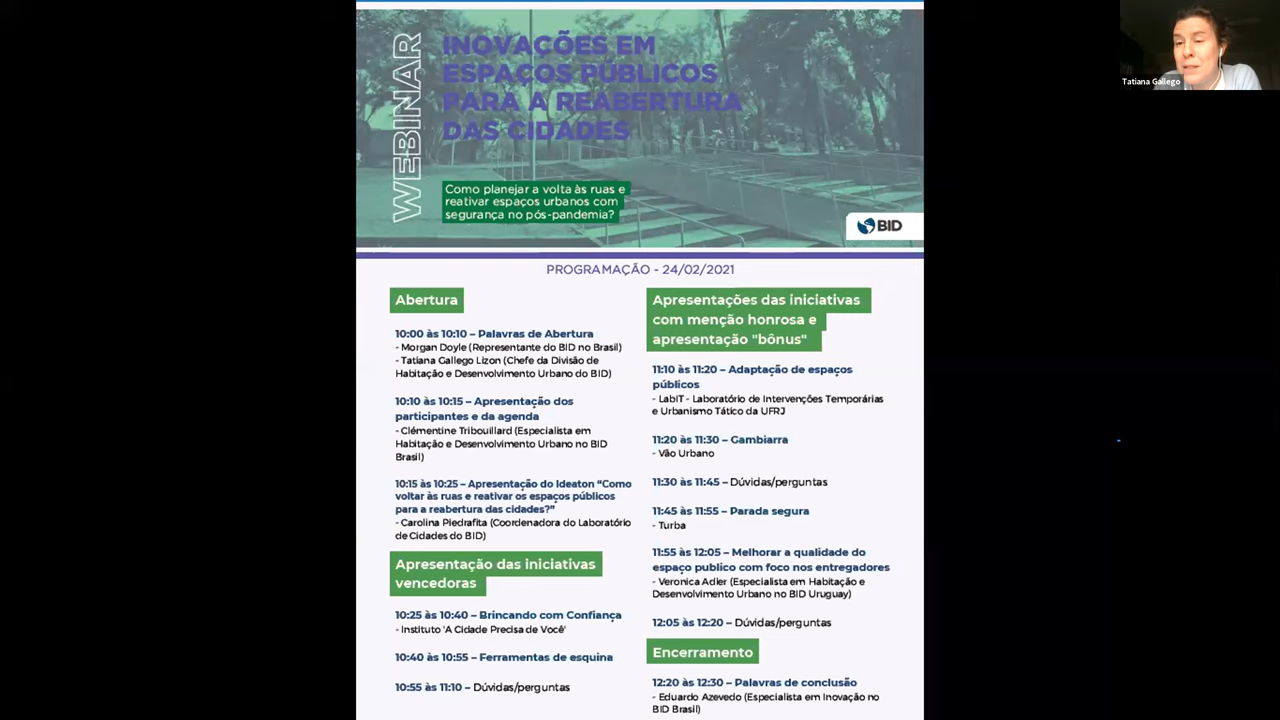 WEBINAR
INOVAÇÕES EM
ESPAÇOS PÚBLICOS
PARA A REABERTURA
DAS CIDADES
Como planejar a volta às ruas e
reativar espaços urbanos com
segurança no pós-pandemia?
BID
Tatiana Gallego
PROGRAMAÇÃO - 24/02/2021
Abertura
10:00 às 10:10 – Palavras de Abertura
- Morgan Doyle (Representante do BID no Brasil)
- Tatiana Gallego Lizon (Chefe da Divisão de
Habitação e Desenvolvimento Urbano do BID)
10:10 às 10:15 – Apresentação dos
participantes e da agenda
- Clémentine Tribouillard (Especialista em
Habitação e Desenvolvimento Urbano no BID
Brasil)
10:15 às 10:25 – Apresentação do Ideaton “Como
voltar às ruas e reativar os espaços públicos
para a reabertura das cidades?”
- Carolina Piedrafita (Coordenadora do Laboratório
de Cidades do BID)
Apresentação das iniciativas
vencedoras
10:25 às 10:40 – Brincando com Confiança
- Instituto 'A Cidade Precisa de Você'
10:40 às 10:55 – Ferramentas de esquina
10:55 às 11:10 – Dúvidas/perguntas
Apresentações das iniciativas
com menção honrosa e
apresentação "bônus"
11:10 às 11:20 – Adaptação de espaços
públicos
- LabIT - Laboratório de Intervenções Temporárias
e Urbanismo Tático da UFRJ
11:20 às 11:30 – Gambiarra
- Vão Urbano
11:30 às 11:45 – Dúvidas/perguntas
11:45 às 11:55 – Parada segura
- Turba
11:55 às 12:05 – Melhorar a qualidade do
espaço publico com foco nos entregadores
- Veronica Adler (Especialista em Habitação e
Desenvolvimento Urbano no BID Uruguay)
12:05 às 12:20 – Dúvidas/perguntas
Encerramento
12:20 às 12:30 – Palavras de conclusão
- Eduardo Azevedo (Especialista em Inovação no
BID Brasil)